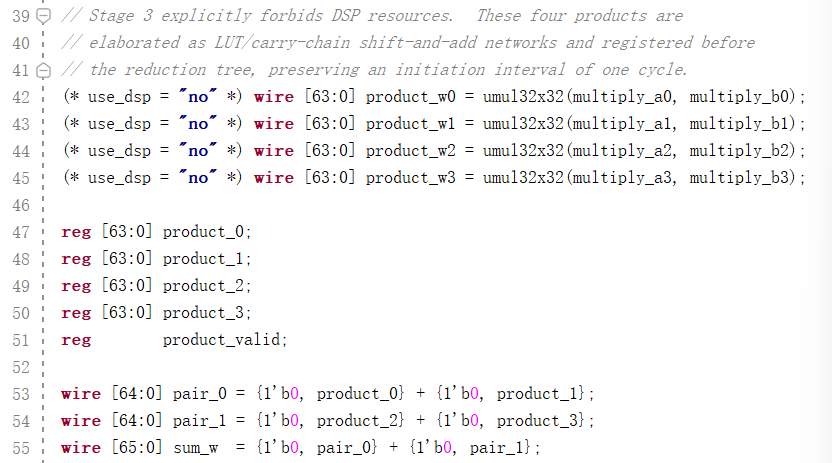 39 // Stage 3 explicitly forbids DSP resources.  These four products are
40 // elaborated as LUT/carry-chain shift-and-add networks and registered before
41 // the reduction tree, preserving an initiation interval of one cycle.
42 (* use_dsp = "no" *) wire [63:0] product_w0 = umul32x32(multiply_a0, multiply_b0);
43 (* use_dsp = "no" *) wire [63:0] product_w1 = umul32x32(multiply_a1, multiply_b1);
44 (* use_dsp = "no" *) wire [63:0] product_w2 = umul32x32(multiply_a2, multiply_b2);
45 (* use_dsp = "no" *) wire [63:0] product_w3 = umul32x32(multiply_a3, multiply_b3);
46
47 reg [63:0] product_0;
48 reg [63:0] product_1;
49 reg [63:0] product_2;
50 reg [63:0] product_3;
51 reg        product_valid;
52
53 wire [64:0] pair_0 = {1'b0, product_0} + {1'b0, product_1};
54 wire [64:0] pair_1 = {1'b0, product_2} + {1'b0, product_3};
55 wire [65:0] sum_w  = {1'b0, pair_0} + {1'b0, pair_1};